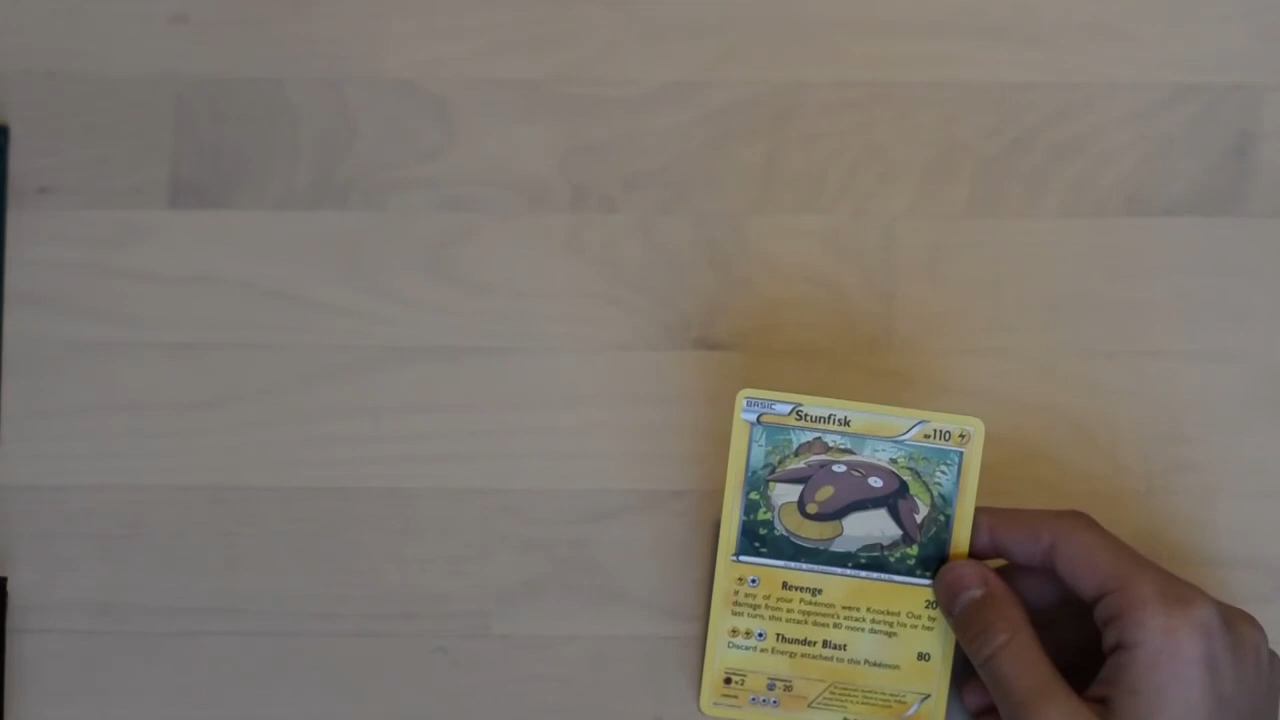 BASIC Stunfisk HP110
Revenge 20
If any of your Pokémon were Knocked Out by
damage from an opponent's attack during his or her
last turn, this attack does 80 more damage.
Thunder Blast 80
Discard an Energy attached to this Pokémon.
×2 -20